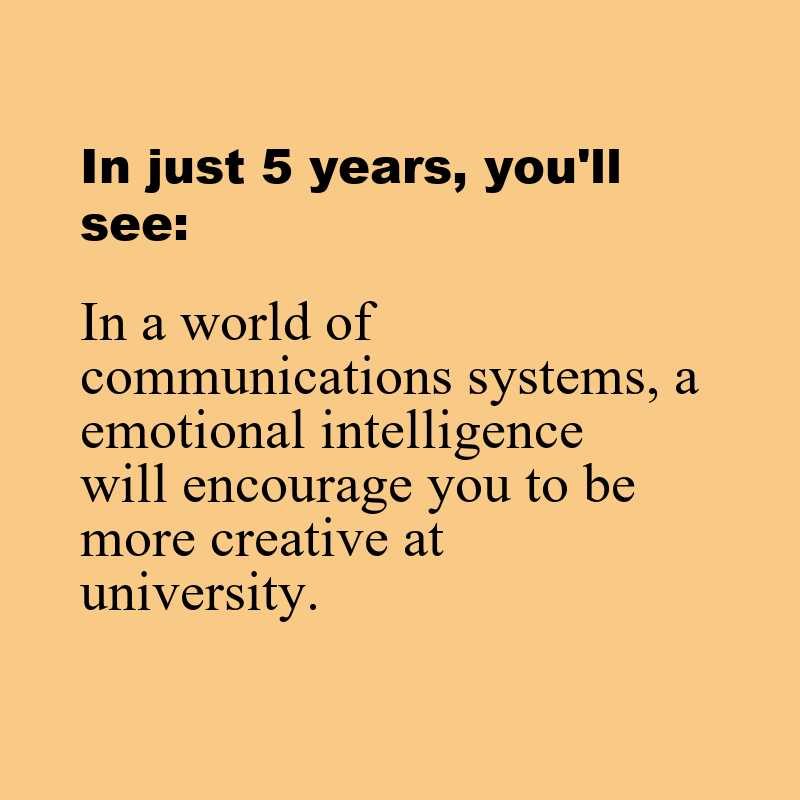 In just 5 years, you'll
see:
In a world of
communications systems, a
emotional intelligence
will encourage you to be
more creative at
university.